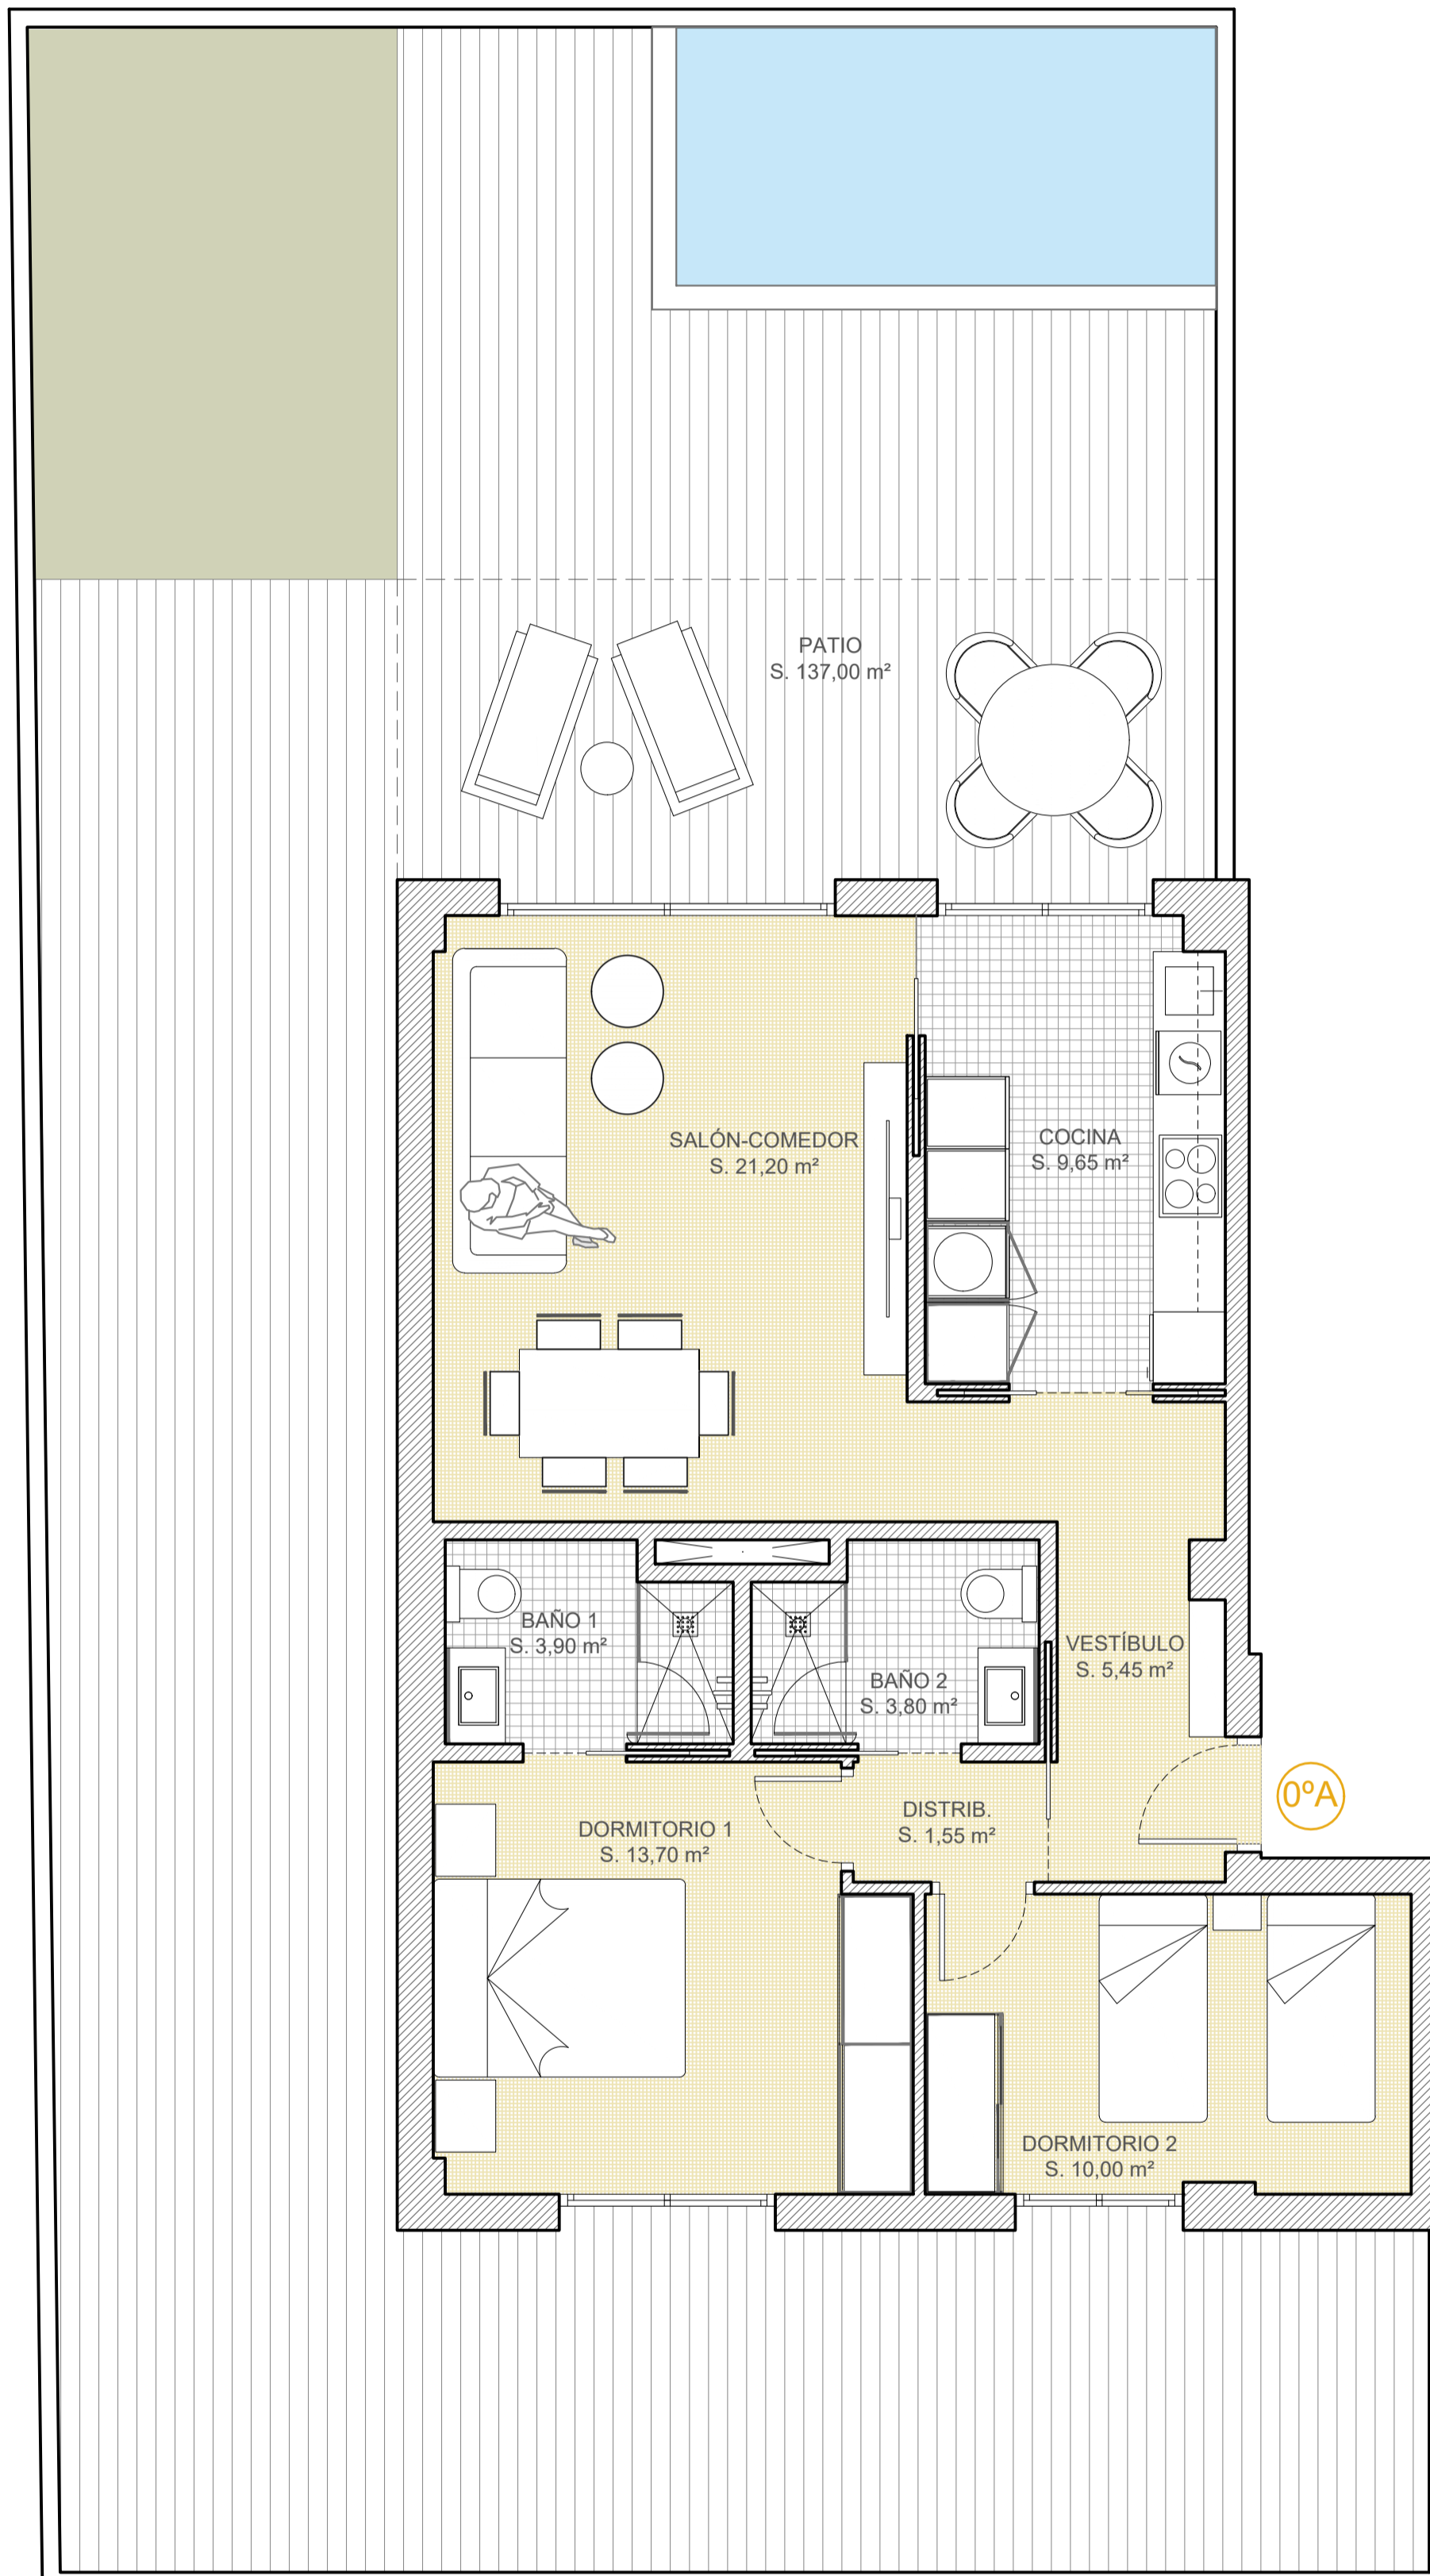 PATIO
S. 137,00 m²
SALÓN-COMEDOR
S. 21,20 m²
COCINA
S. 9,65 m²
BAÑO 1
S. 3,90 m²
BAÑO 2
S. 3,80 m²
VESTÍBULO
S. 5,45 m²
0ºA
DISTRIB.
S. 1,55 m²
DORMITORIO 1
S. 13,70 m²
DORMITORIO 2
S. 10,00 m²